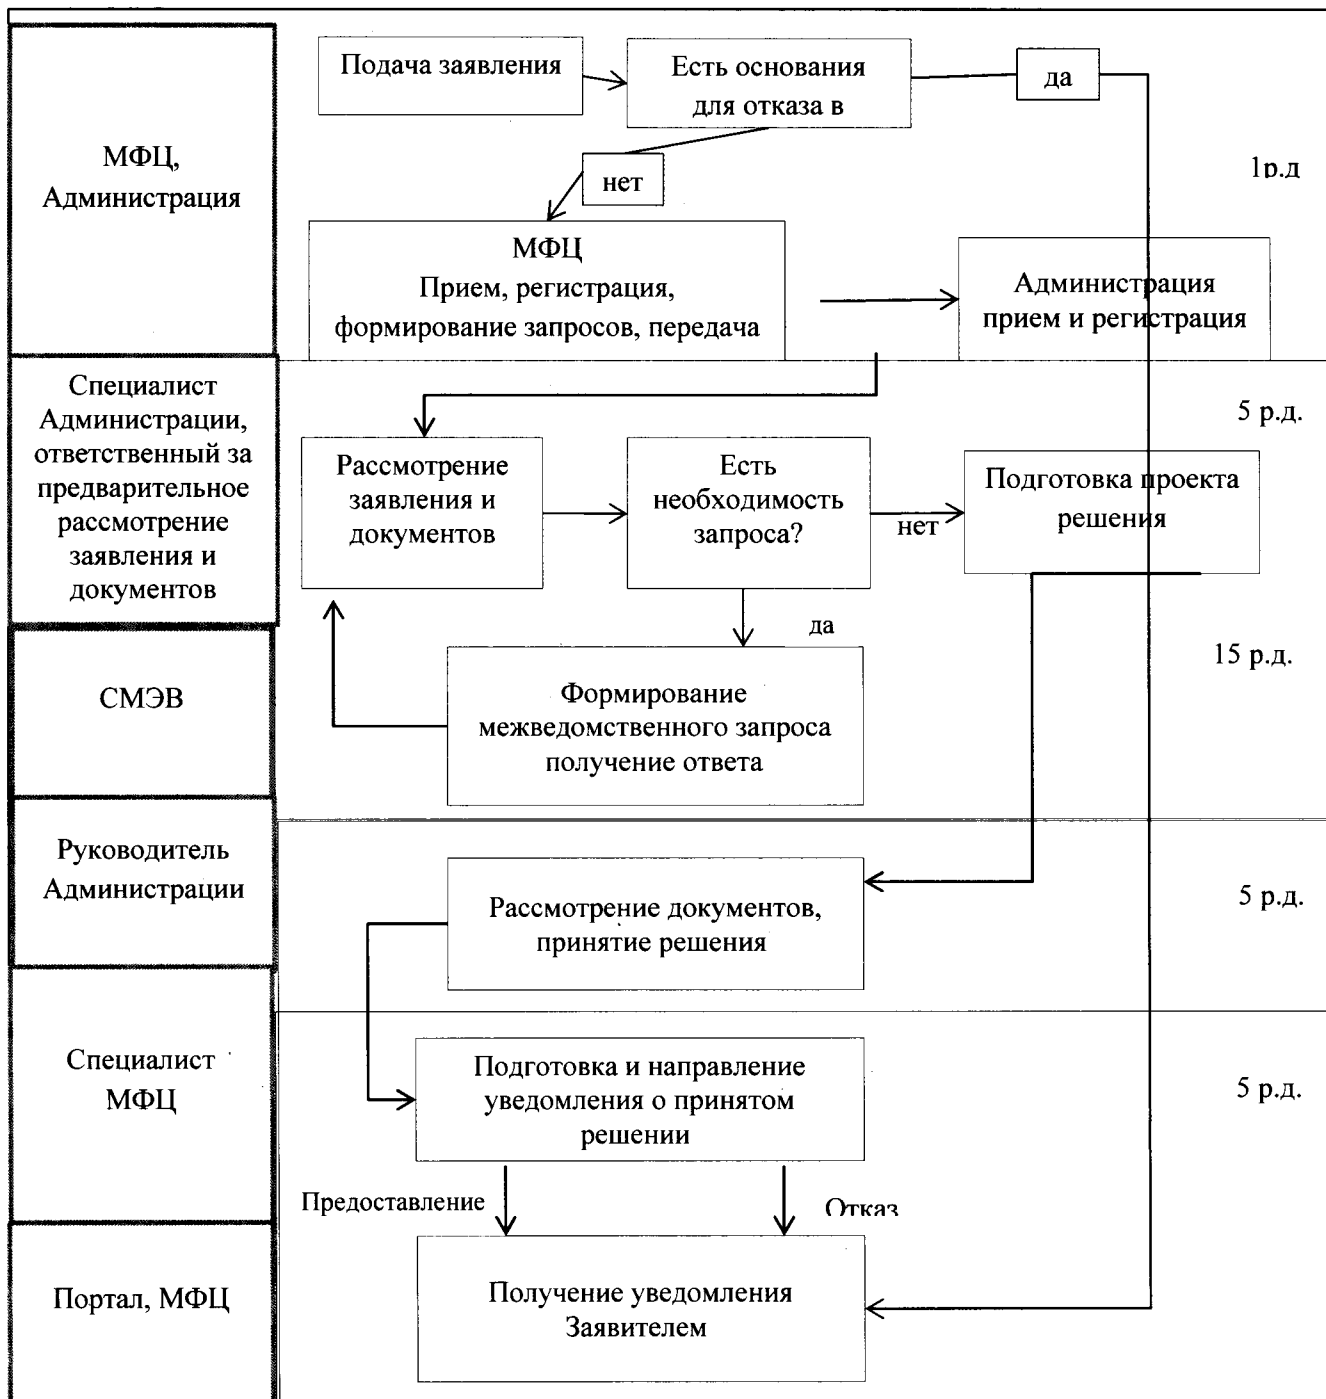 МФЦ,
Администрация
Подача заявления
Есть основания
для отказа в
да
нет
1р.д
МФЦ
Прием, регистрация,
формирование запросов, передача
Администрация
прием и регистрация
Специалист
Администрации,
ответственный за
предварительное
рассмотрение
заявления и
документов
5 р.д.
Рассмотрение
заявления и
документов
Есть
необходимость
запроса?
нет
Подготовка проекта
решения
да
15 р.д.
СМЭВ
Формирование
межведомственного запроса
получение ответа
Руководитель
Администрации
Рассмотрение документов,
принятие решения
5 р.д.
Специалист
МФЦ
Подготовка и направление
уведомления о принятом
решении
5 р.д.
Предоставление
Отказ
Портал, МФЦ
Получение уведомления
Заявителем